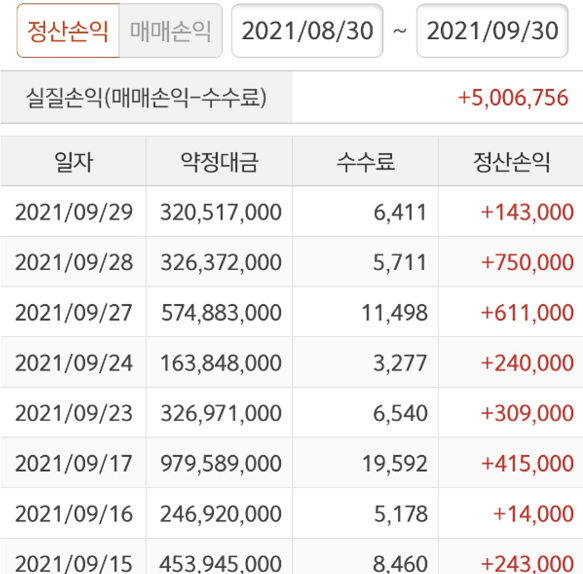 정산손익 매매손익 2021/08/30 ~ 2021/09/30
실질손익(매매손익-수수료) +5,006,756
일자 약정대금 수수료 정산손익
2021/09/29 320,517,000 6,411 +143,000
2021/09/28 326,372,000 5,711 +750,000
2021/09/27 574,883,000 11,498 +611,000
2021/09/24 163,848,000 3,277 +240,000
2021/09/23 326,971,000 6,540 +309,000
2021/09/17 979,589,000 19,592 +415,000
2021/09/16 246,920,000 5,178 +14,000
2021/09/15 453,945,000 8,460 +243,000